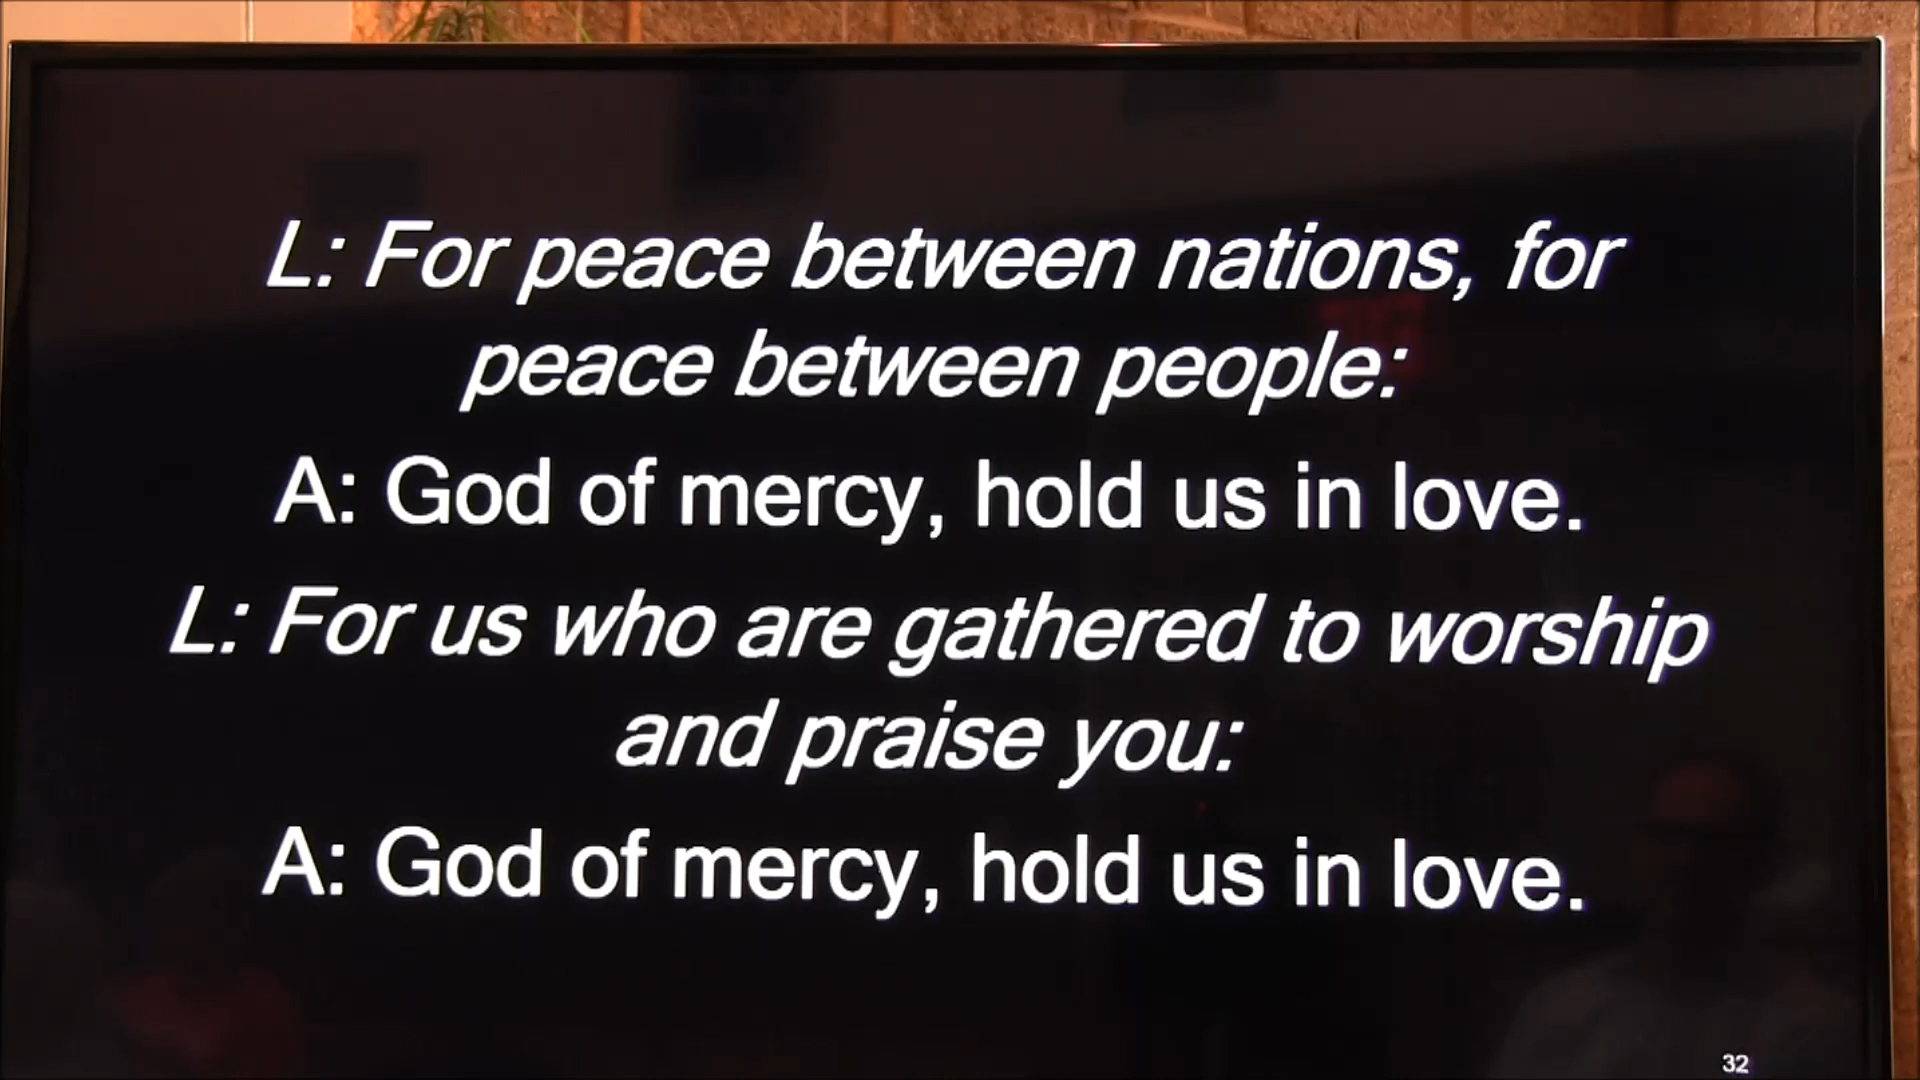 L: For peace between nations, for
peace between people:
A: God of mercy, hold us in love.
L: For us who are gathered to worship
and praise you:
A: God of mercy, hold us in love.
32